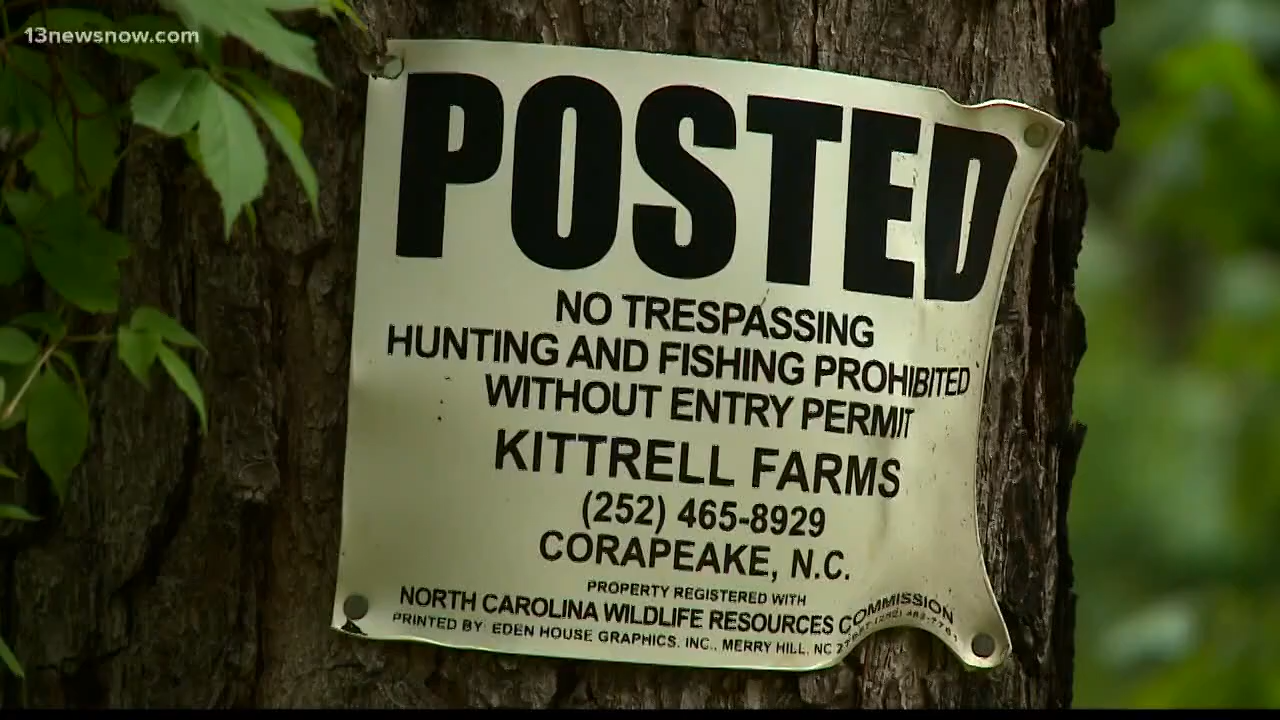 13newsnow.com
POSTED
NO TRESPASSING
HUNTING AND FISHING PROHIBITED
WITHOUT ENTRY PERMIT
KITTRELL FARMS
(252) 465-8929
CORAPEAKE, N.C.
PROPERTY REGISTERED WITH
NORTH CAROLINA WILDLIFE RESOURCES COMMISSION
PRINTED BY: EDEN HOUSE GRAPHICS, INC., MERRY HILL, NC